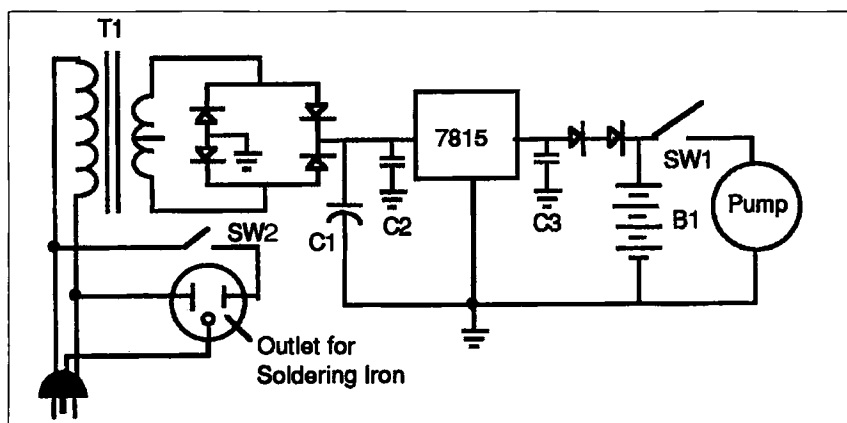 T1
7815
SW1
SW2
C1
C2
C3
B1
Pump
Outlet for
Soldering Iron